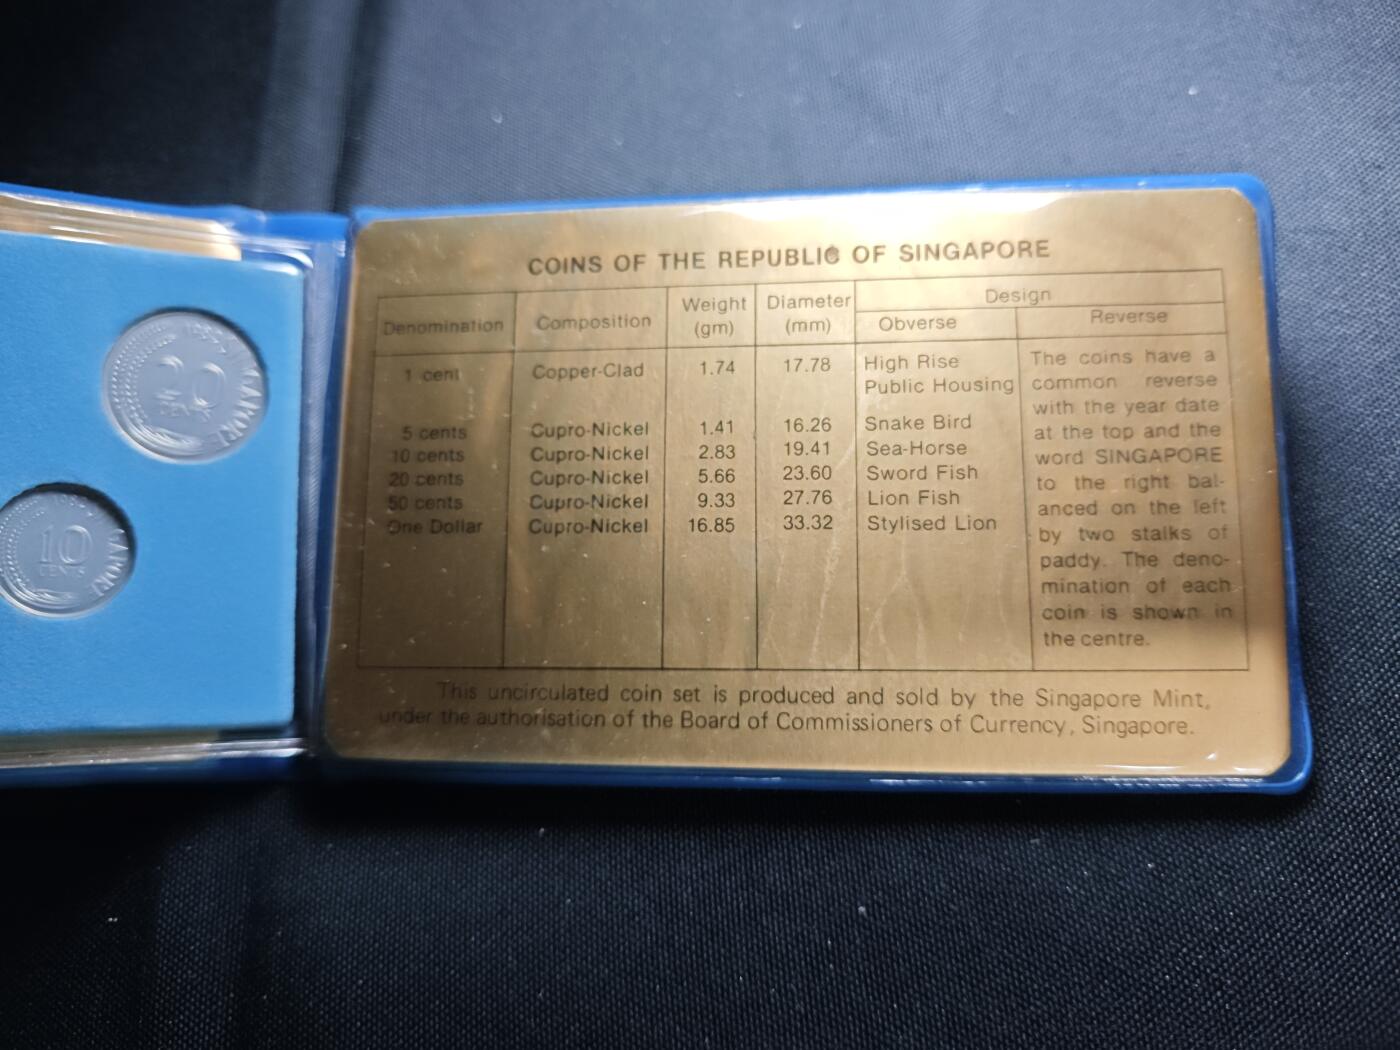 COINS OF THE REPUBLIC OF SINGAPORE
Denomination Composition Weight (gm) Diameter (mm) Design
Obverse Reverse
1 cent Copper-Clad 1.74 17.78 High Rise Public Housing
5 cents Cupro-Nickel 1.41 16.26 Snake Bird
10 cents Cupro-Nickel 2.83 19.41 Sea-Horse
20 cents Cupro-Nickel 5.66 23.60 Sword Fish
50 cents Cupro-Nickel 9.33 27.76 Lion Fish
One Dollar Cupro-Nickel 16.85 33.32 Stylised Lion
The coins have a
common reverse
with the year date
at the top and the
word SINGAPORE
to the right bal-
anced on the left
by two stalks of
paddy. The deno-
mination of each
coin is shown in
the centre.
This uncirculated coin set is produced and sold by the Singapore Mint,
under the authorisation of the Board of Commissioners of Currency, Singapore.
20
CENTS
10
CENTS